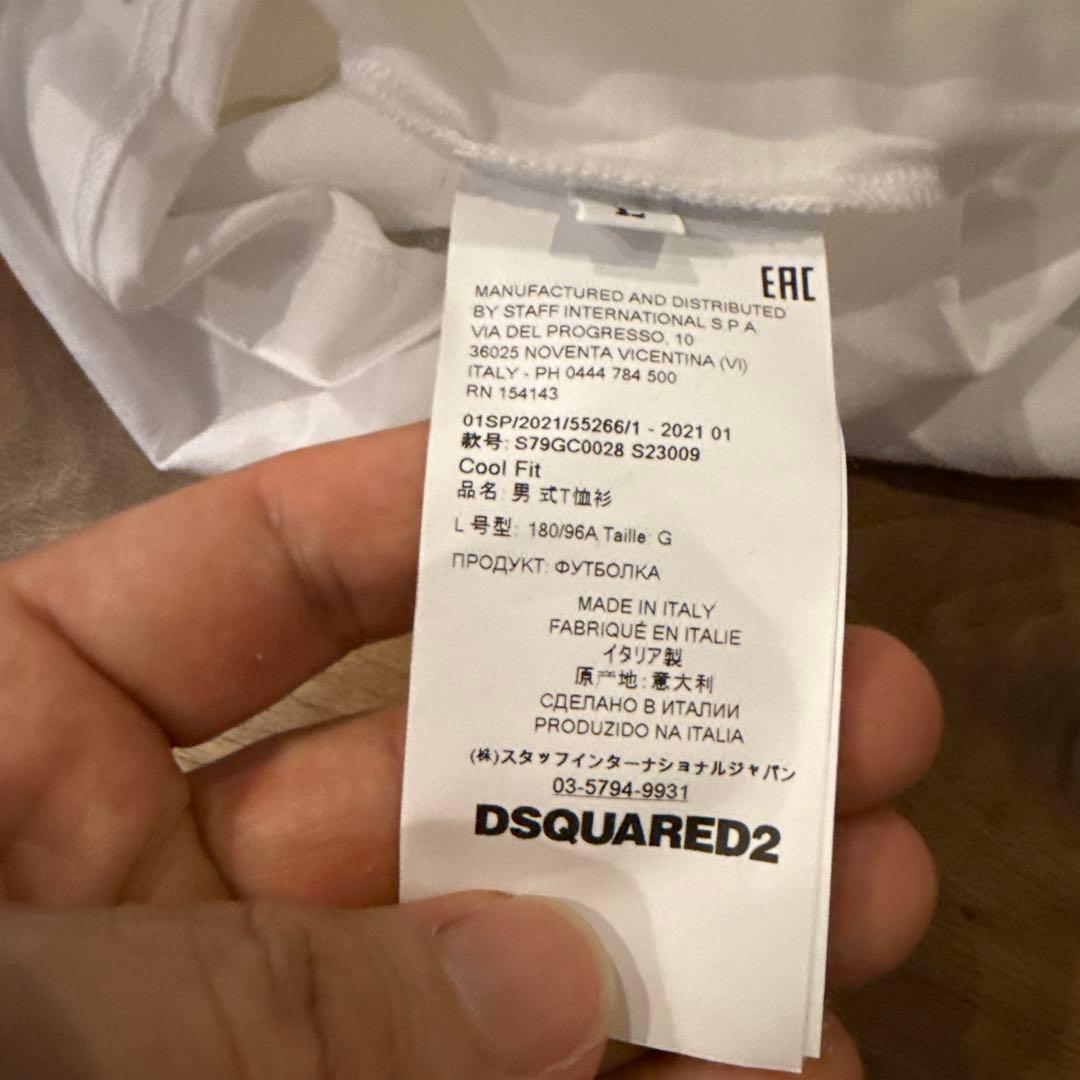 L
EAC
MANUFACTURED AND DISTRIBUTED
BY STAFF INTERNATIONAL S P A
VIA DEL PROGRESSO, 10
36025 NOVENTA VICENTINA (VI)
ITALY - PH 0444 784 500
RN 154143
01SP/2021/55266/1 - 2021 01
款号: S79GC0028 S23009
Cool Fit
品名: 男 式T恤衫
L 号型: 180/96A Taille: G
ПРОДУКТ: ФУТБОЛКА
MADE IN ITALY
FABRIQUÉ EN ITALIE
イタリア製
原产地:意大利
СДЕЛАНО В ИТАЛИИ
PRODUZIDO NA ITALIA
(株)スタッフインターナショナルジャパン
03-5794-9931
DSQUARED2